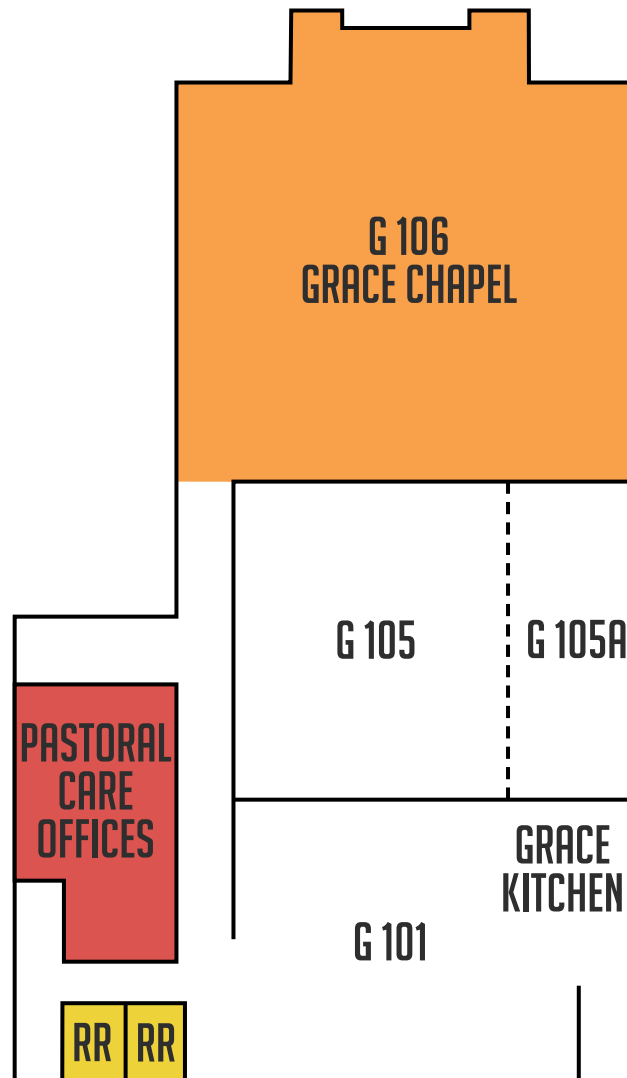 G 106
GRACE CHAPEL
G 105
G 105A
PASTORAL
CARE
OFFICES
GRACE
KITCHEN
G 101
RR
RR